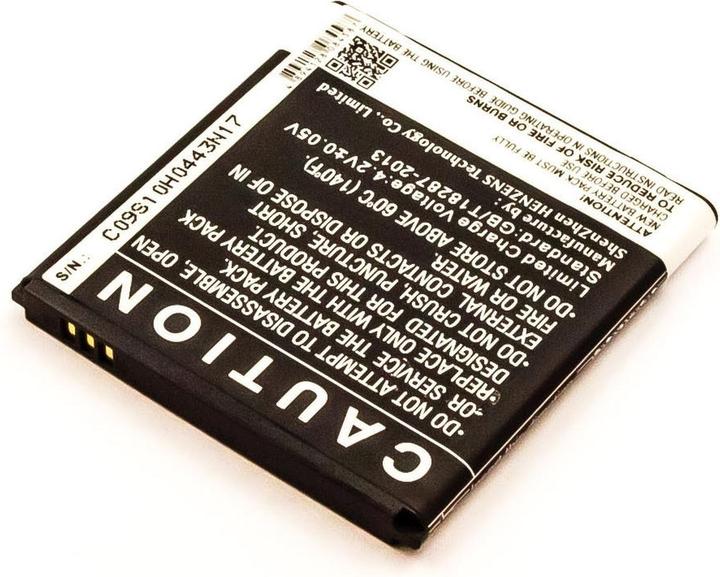 CAUTION
·DO NOT ATTEMPT TO DISASSEMBLE, OPEN
·OR SERVICE THE BATTERY PACK.
·REPLACE ONLY WITH THE BATTERY PACK
DESIGNATED FOR THIS PRODUCT.
·DO NOT CRUSH, PUNCTURE, SHORT
EXTERNAL CONTACTS OR DISPOSE OF IN
FIRE OR WATER.
·DO NOT STORE ABOVE 60℃ (140℉).
Limited Charge Voltage:4.2V±0.05V
Standard:GB/T18287-2013
Manufacture by:
Shenzhen HENZENS Technology Co., Limited
S/N.: C09S1 0H0443N17
ATTENTION!
CHARGE BATTERY PACK MUST BE FULLY
NEW BEFORE USE
TO REDUCE RISK OF FIRE OR BURNS
READ INSTRUCTIONS IN OPERATING GUIDE BEFORE USING THE BATTERY